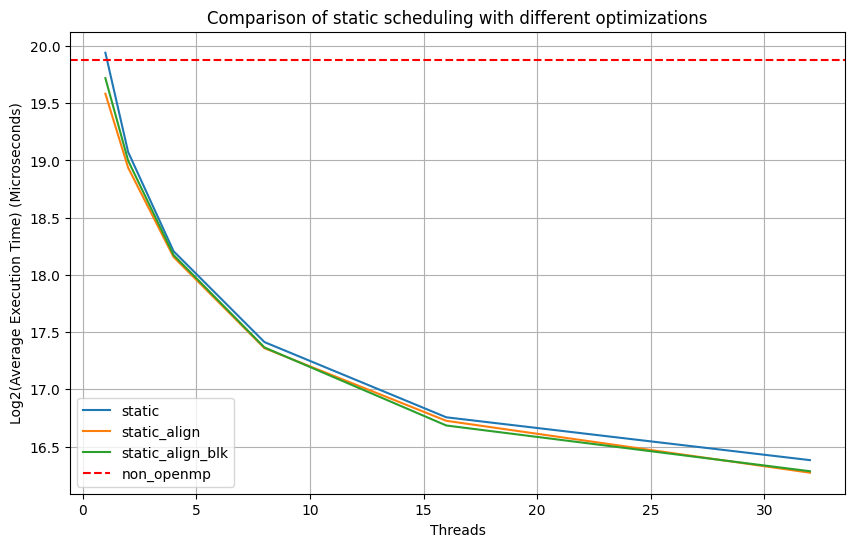 Comparison of static scheduling with different optimizations
Log2(Average Execution Time) (Microseconds)
20.0
19.5
19.0
18.5
18.0
17.5
17.0
16.5
static
static_align
static_align_blk
non_openmp
0 5 10 15 20 25 30
Threads